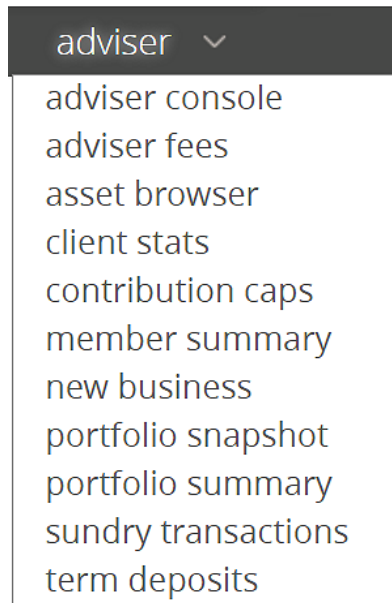 adviser
adviser console
adviser fees
asset browser
client stats
contribution caps
member summary
new business
portfolio snapshot
portfolio summary
sundry transactions
term deposits